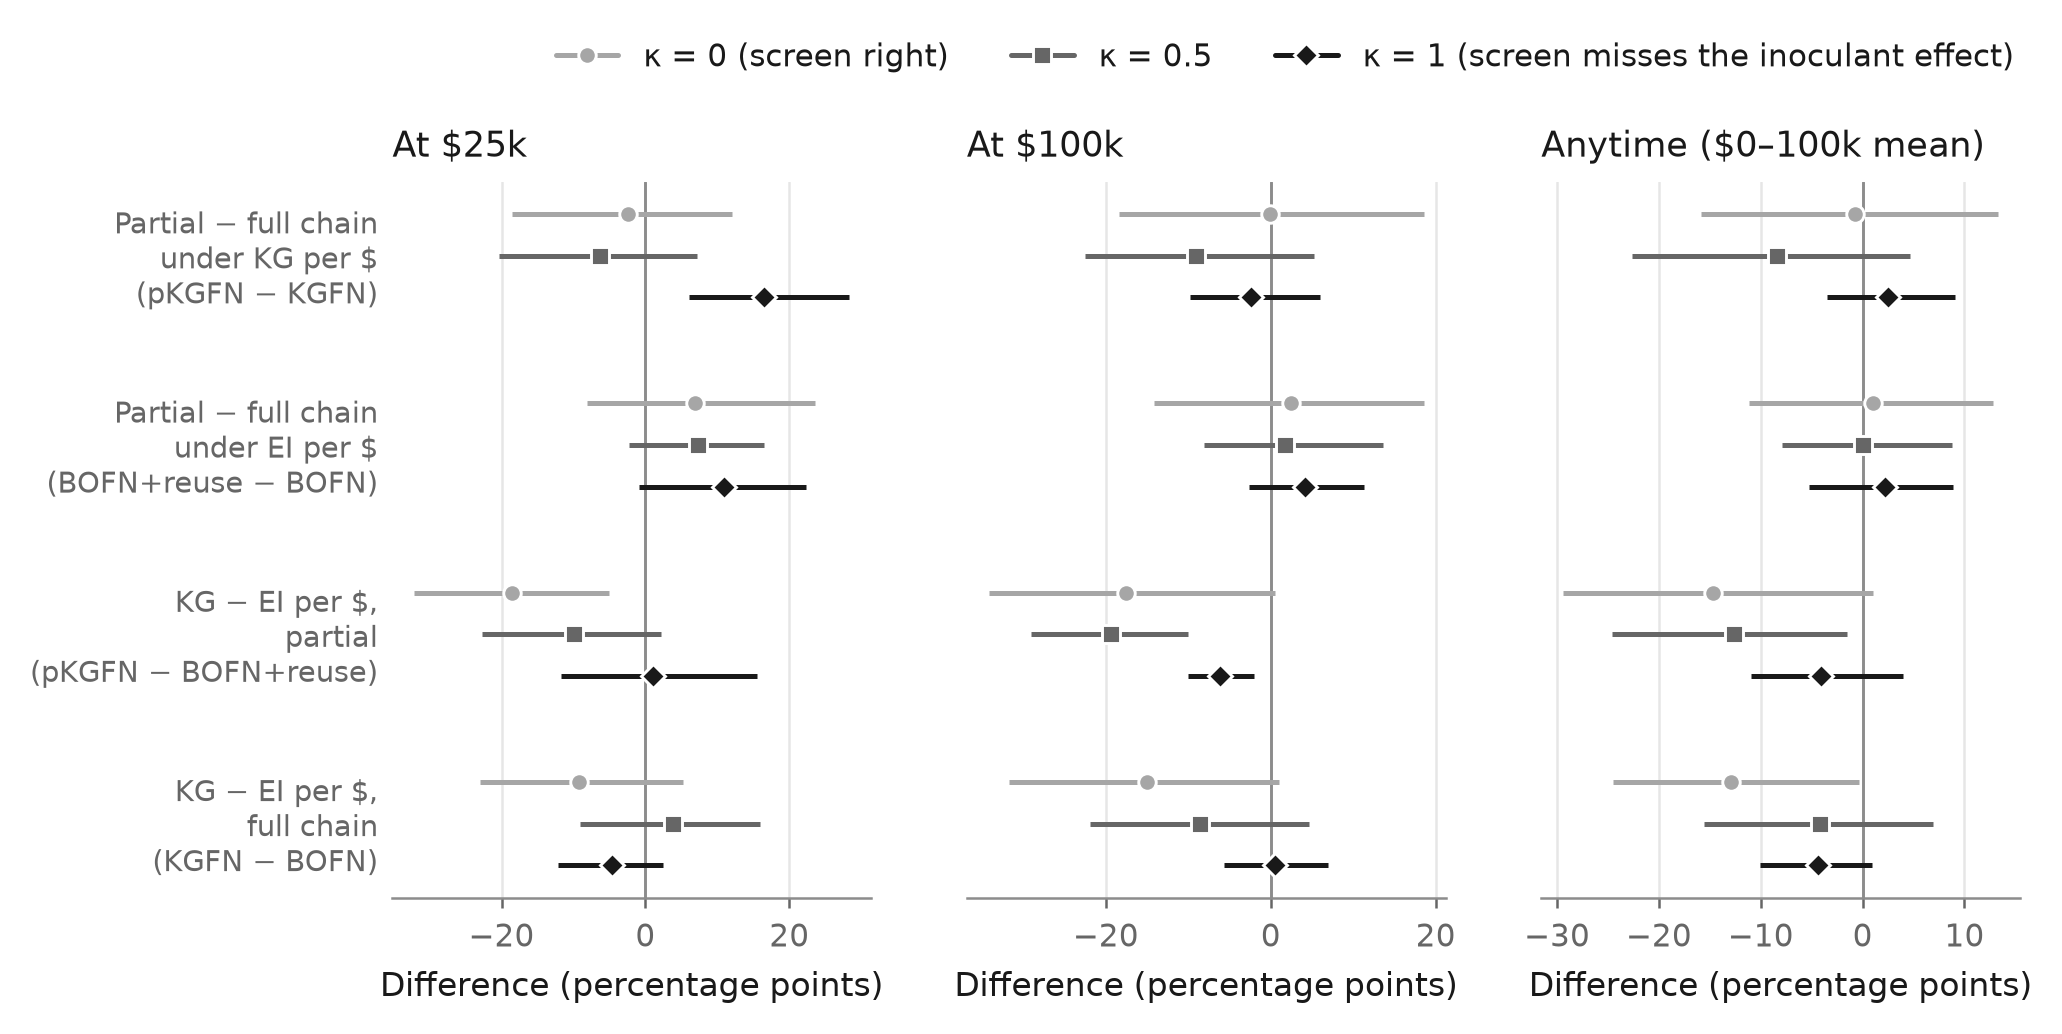 κ = 0 (screen right)
κ = 0.5
κ = 1 (screen misses the inoculant effect)
At $25k
At $100k
Anytime ($0–100k mean)
Partial − full chain
under KG per $
(pKGFN − KGFN)
Partial − full chain
under EI per $
(BOFN+reuse − BOFN)
KG − EI per $,
partial
(pKGFN − BOFN+reuse)
KG − EI per $,
full chain
(KGFN − BOFN)
−20 0 20
−20 0 20
−30 −20 −10 0 10
Difference (percentage points)
Difference (percentage points)
Difference (percentage points)